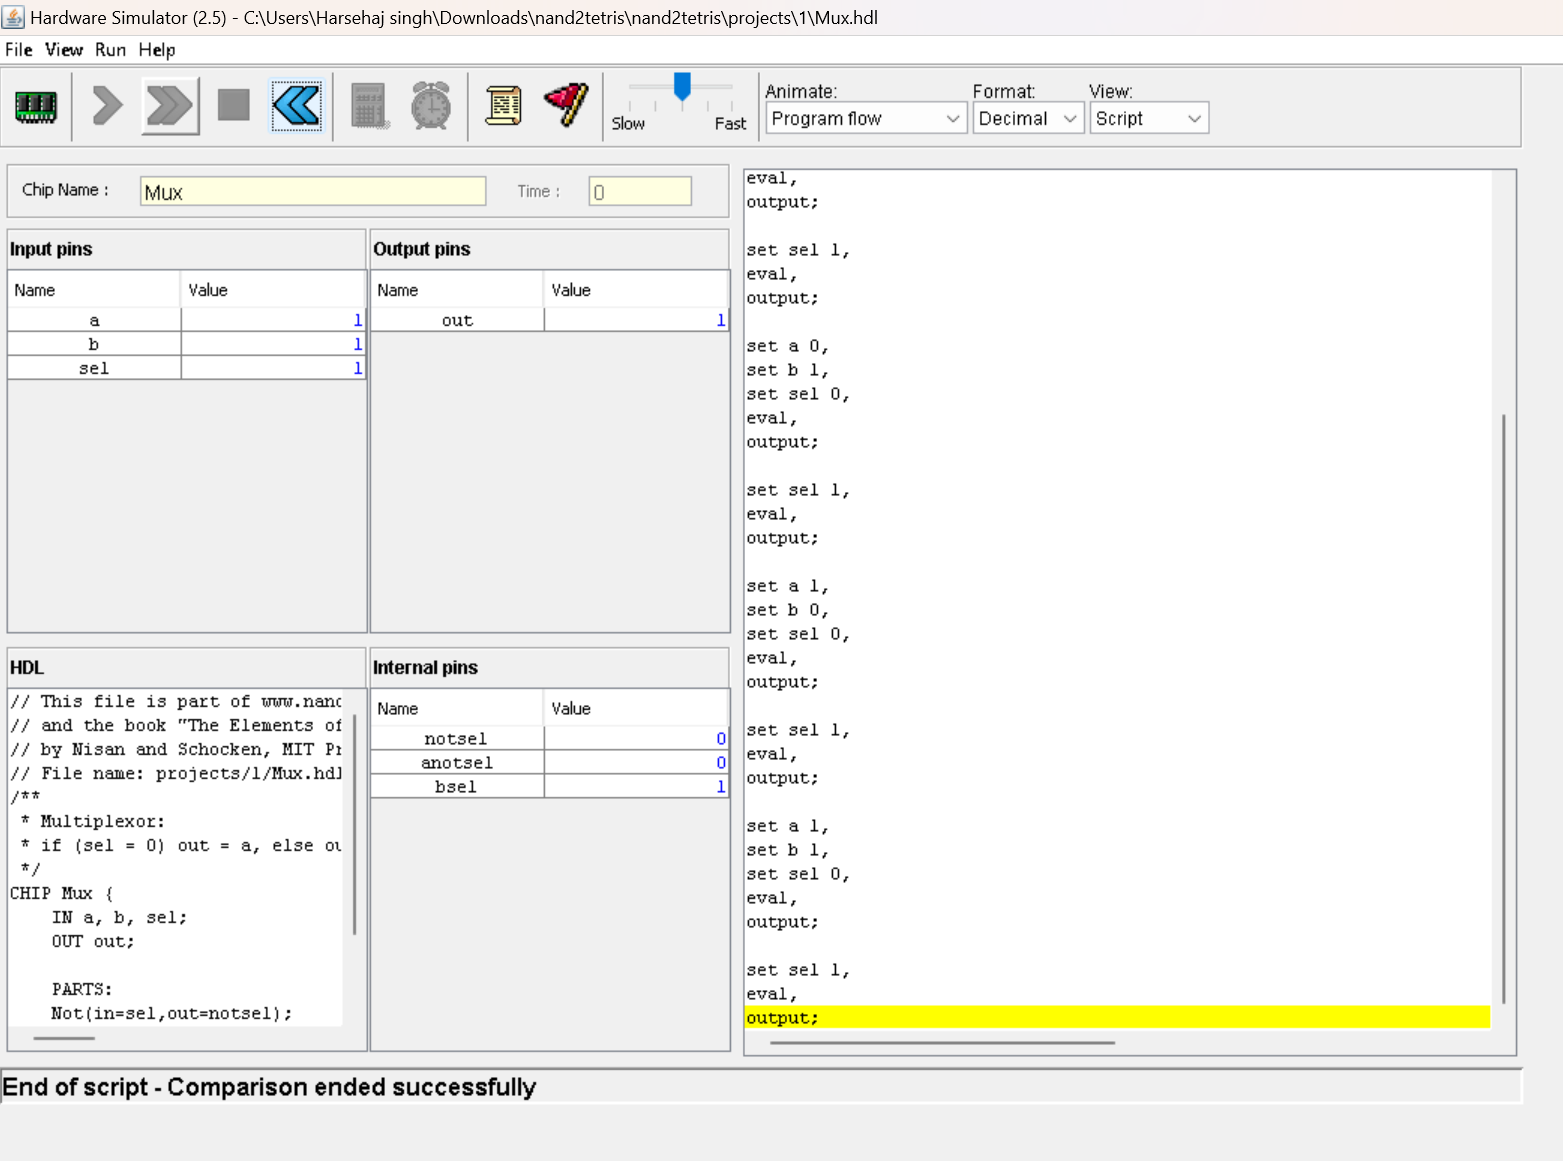 Hardware Simulator (2.5) - C:\Users\Harsehaj singh\Downloads\nand2tetris\nand2tetris\projects\1\Mux.hdl
File View Run Help
Slow Fast
Animate: Format: View:
Program flow Decimal Script
Chip Name : Mux Time : 0
Input pins
Name Value
a 1
b 1
sel 1
Output pins
Name Value
out 1
HDL
// This file is part of www.nanc
// and the book "The Elements of
// by Nisan and Schocken, MIT Pr
// File name: projects/1/Mux.hdl
/**
* Multiplexor:
* if (sel = 0) out = a, else ou
*/
CHIP Mux {
IN a, b, sel;
OUT out;
PARTS:
Not(in=sel,out=notsel);
Internal pins
Name Value
notsel 0
anotsel 0
bsel 1
eval,
output;
set sel 1,
eval,
output;
set a 0,
set b 1,
set sel 0,
eval,
output;
set sel 1,
eval,
output;
set a 1,
set b 0,
set sel 0,
eval,
output;
set sel 1,
eval,
output;
set a 1,
set b 1,
set sel 0,
eval,
output;
set sel 1,
eval,
output;
End of script - Comparison ended successfully